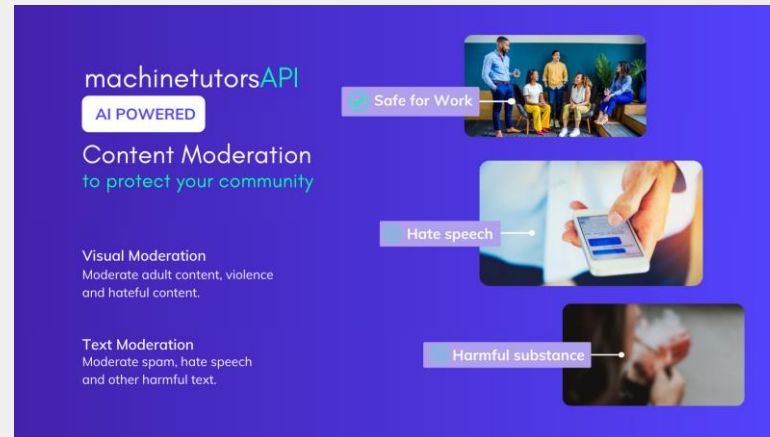 machinetutorsAPI
AI POWERED
Content Moderation
to protect your community
Visual Moderation
Moderate adult content, violence
and hateful content.
Text Moderation
Moderate spam, hate speech
and other harmful text.
Safe for Work
Hate speech
Harmful substance